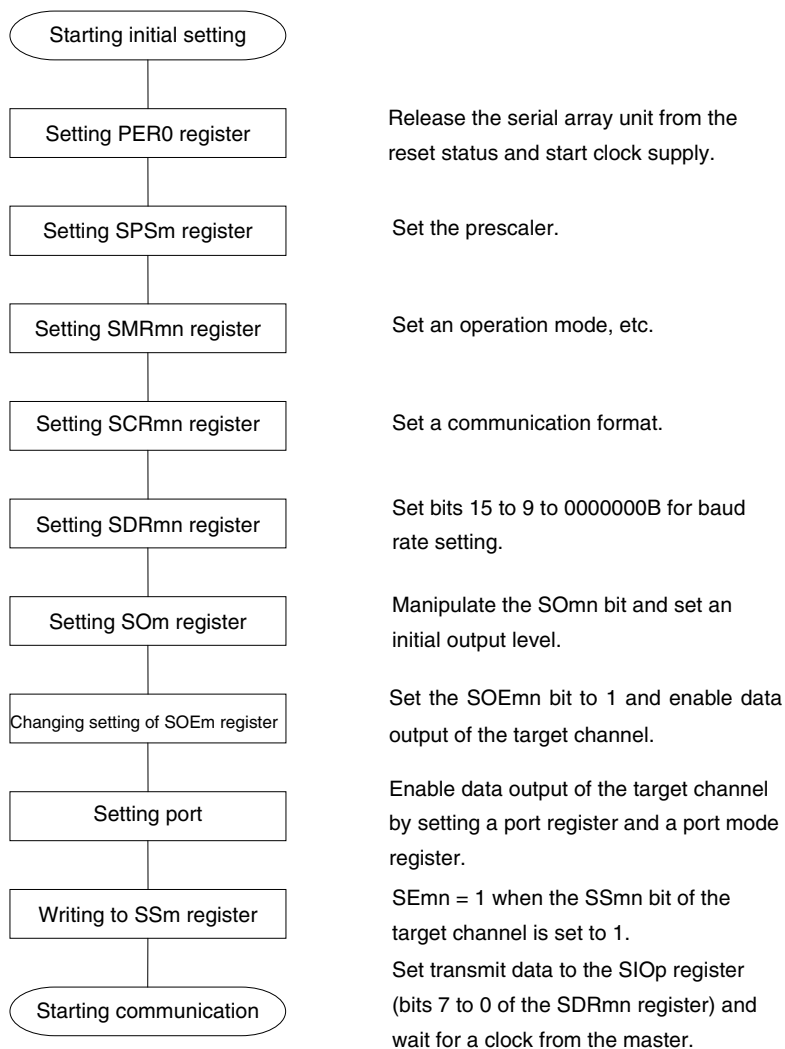 Starting initial setting
Setting PER0 register
Release the serial array unit from the
reset status and start clock supply.
Setting SPSm register
Set the prescaler.
Setting SMRmn register
Set an operation mode, etc.
Setting SCRmn register
Set a communication format.
Setting SDRmn register
Set bits 15 to 9 to 0000000B for baud
rate setting.
Setting SOm register
Manipulate the SOmn bit and set an
initial output level.
Changing setting of SOEm register
Set the SOEmn bit to 1 and enable data
output of the target channel.
Setting port
Enable data output of the target channel
by setting a port register and a port mode
register.
Writing to SSm register
SEmn = 1 when the SSmn bit of the
target channel is set to 1.
Starting communication
Set transmit data to the SIOp register
(bits 7 to 0 of the SDRmn register) and
wait for a clock from the master.